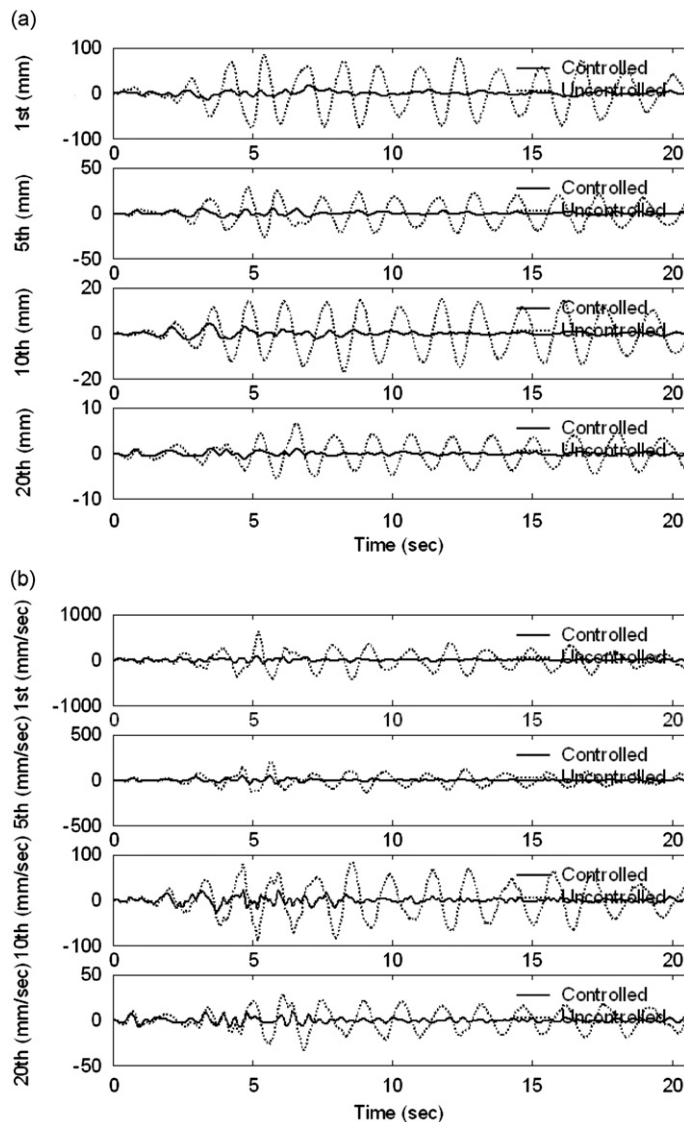 (a)
100
0
-100
1st (mm)
Controlled
Uncontrolled
0 5 10 15 20
50
0
-50
5th (mm)
Controlled
Uncontrolled
0 5 10 15 20
20
0
-20
10th (mm)
Controlled
Uncontrolled
0 5 10 15 20
10
0
-10
20th (mm)
Controlled
Uncontrolled
0 5 10 15 20
Time (sec)
(b)
1000
0
-1000
1st (mm/sec)
Controlled
Uncontrolled
0 5 10 15 20
500
0
-500
5th (mm/sec)
Controlled
Uncontrolled
0 5 10 15 20
100
0
-100
10th (mm/sec)
Controlled
Uncontrolled
0 5 10 15 20
50
0
-50
20th (mm/sec)
Controlled
Uncontrolled
0 5 10 15 20
Time (sec)